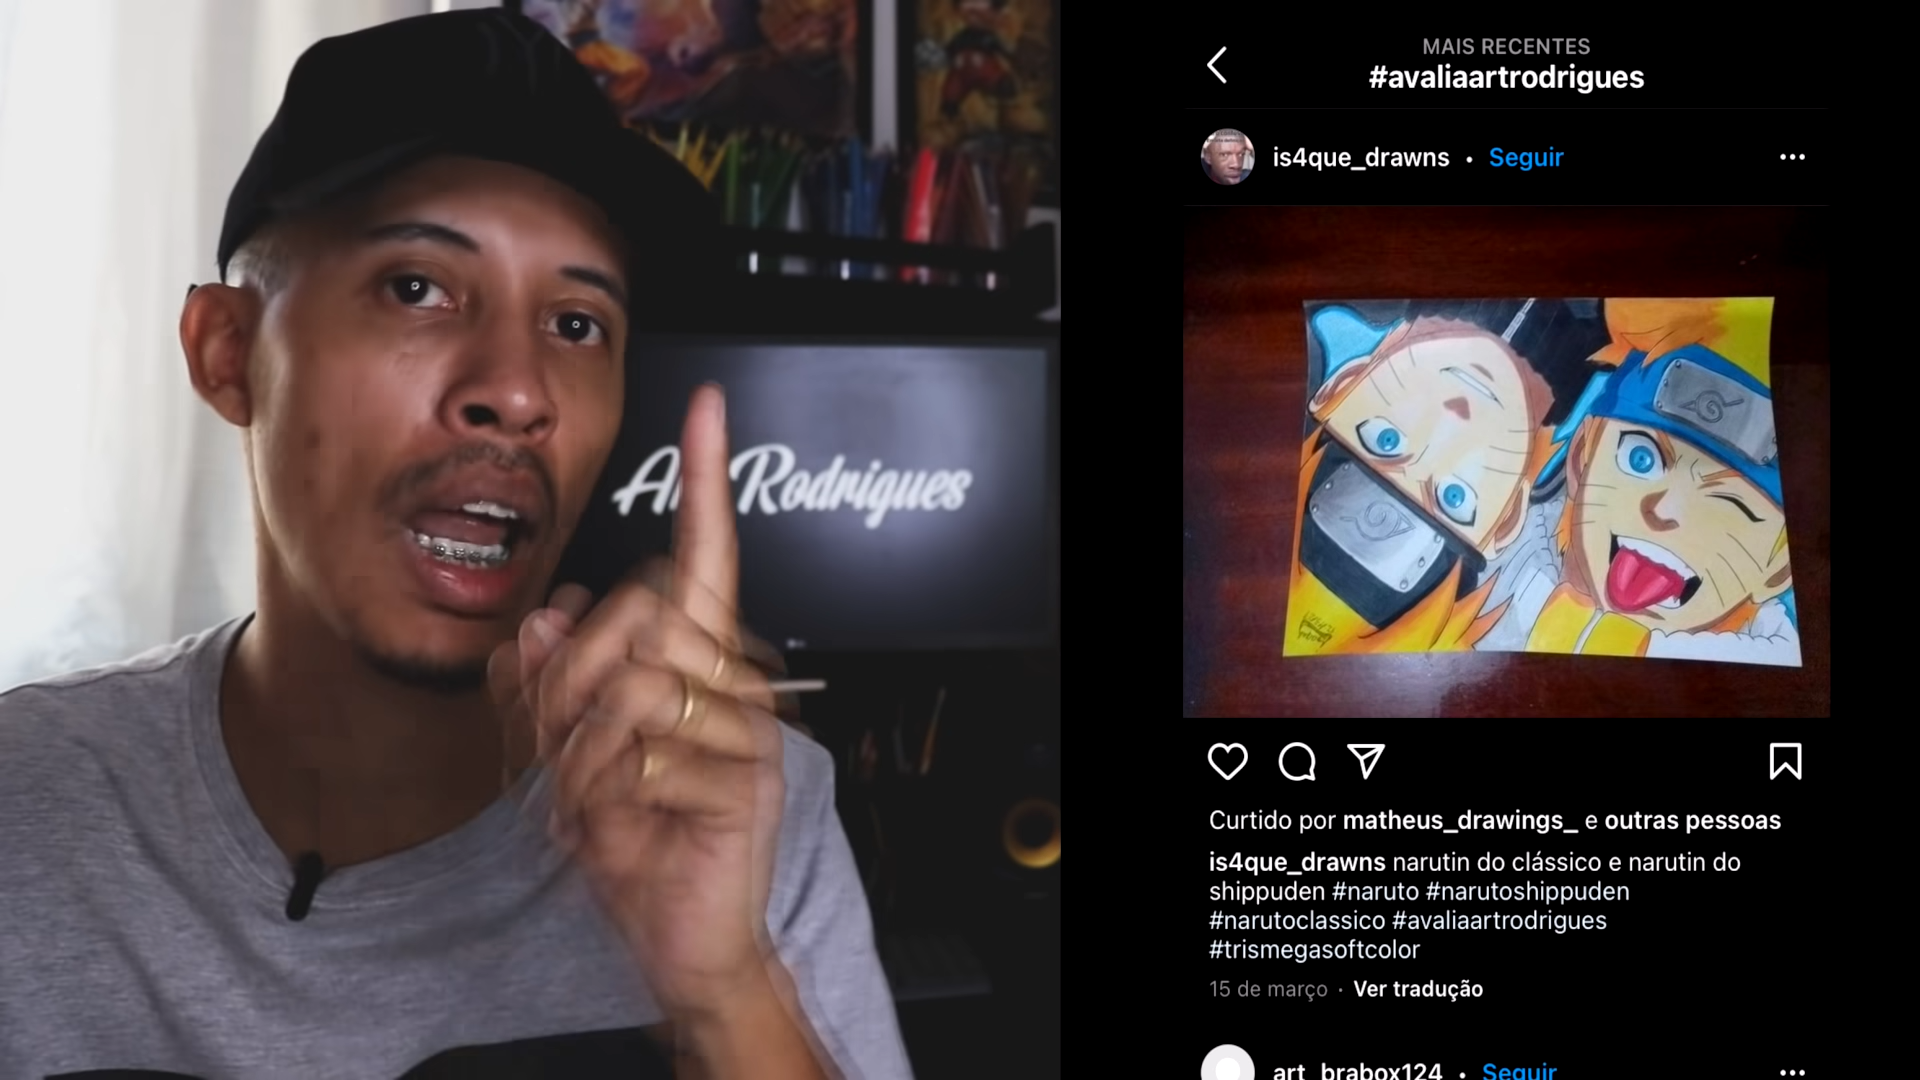 Art Rodrigues
MAIS RECENTES
#avaliaartrodrigues
is4que_drawns • Seguir
Curtido por matheus_drawings_ e outras pessoas
is4que_drawns narutin do clássico e narutin do
shippuden #naruto #narutoshippuden
#narutoclassico #avaliaartrodrigues
#trismegasoftcolor
15 de março · Ver tradução
art_brabox124 • Seguir